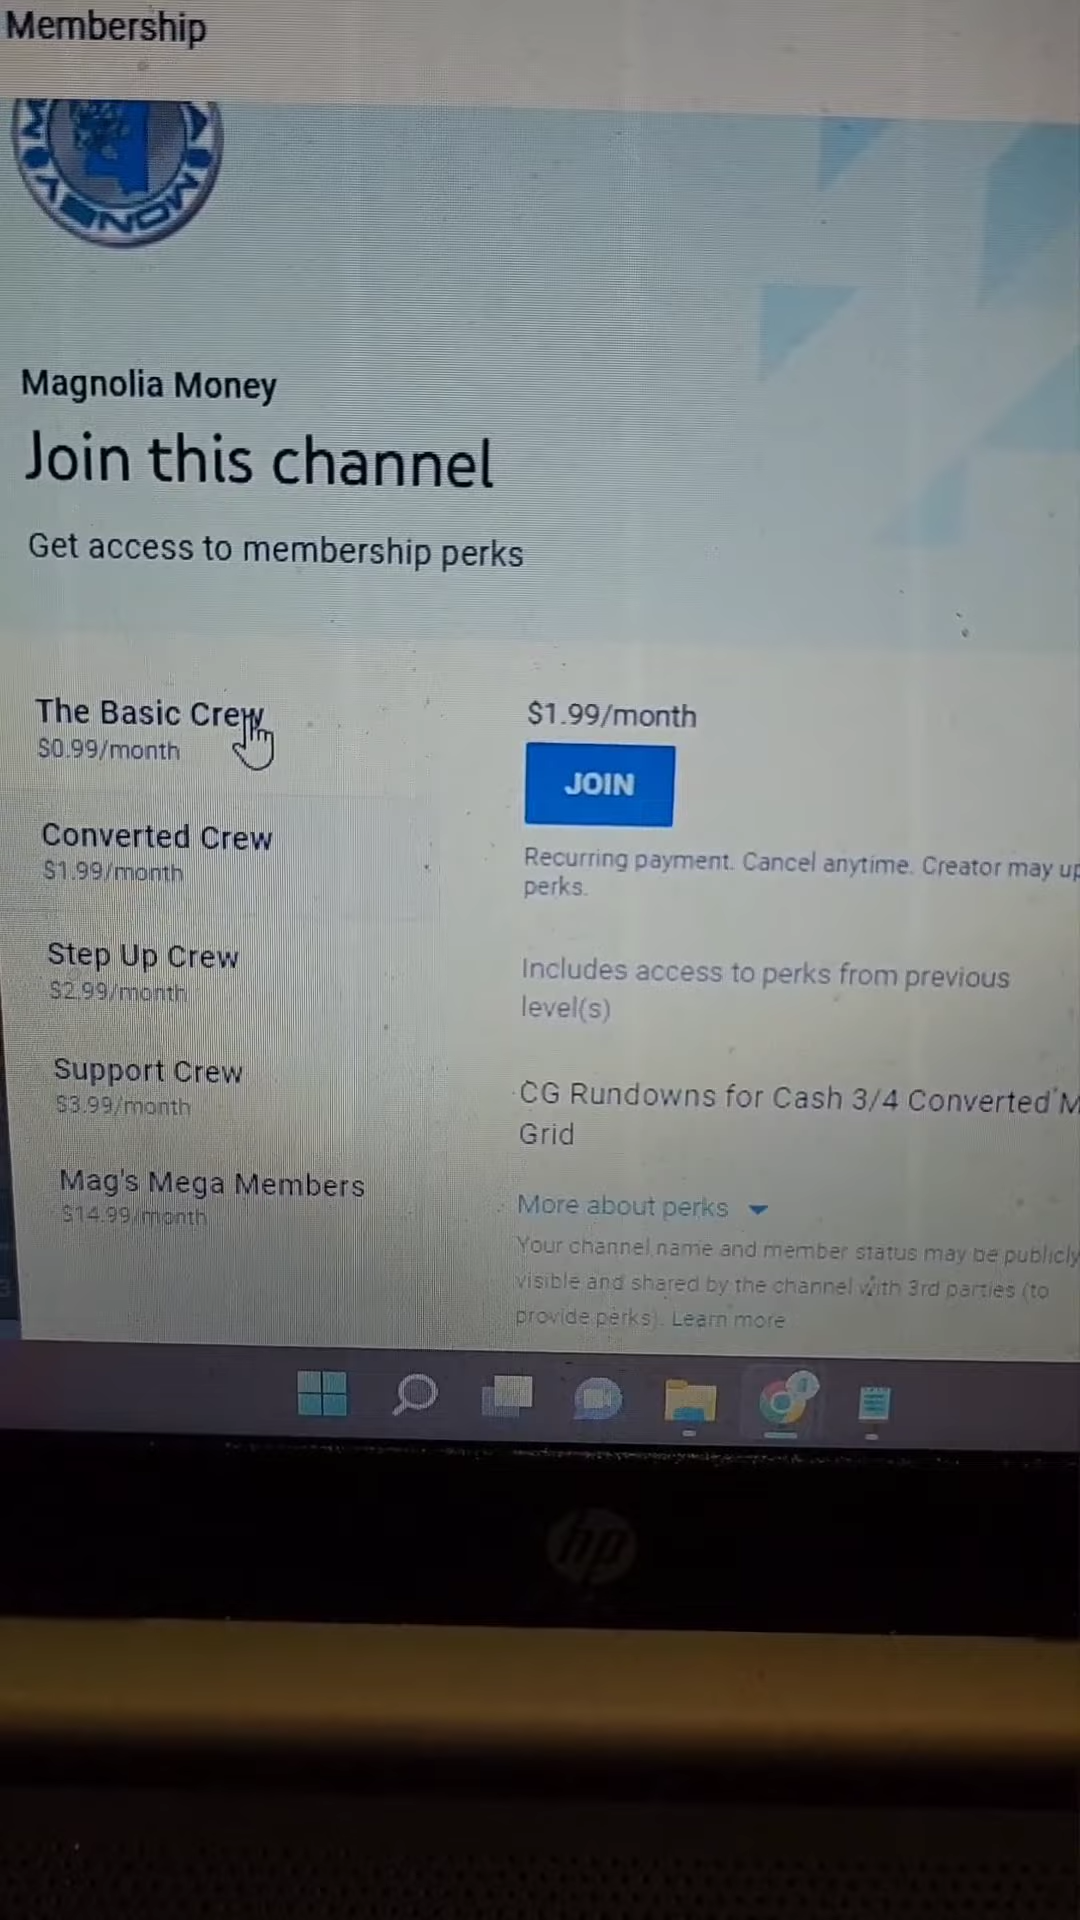 Membership
MONEY
Magnolia Money
Join this channel
Get access to membership perks
The Basic Crew
$0.99/month
Converted Crew
$1.99/month
Step Up Crew
$2.99/month
Support Crew
$3.99/month
Mag's Mega Members
$14.99/month
$1.99/month
JOIN
Recurring payment. Cancel anytime. Creator may up
perks.
Includes access to perks from previous
level(s)
CG Rundowns for Cash 3/4 Converted M
Grid
More about perks
Your channel name and member status may be publicly
visible and shared by the channel with 3rd parties (to
provide perks). Learn more
hp